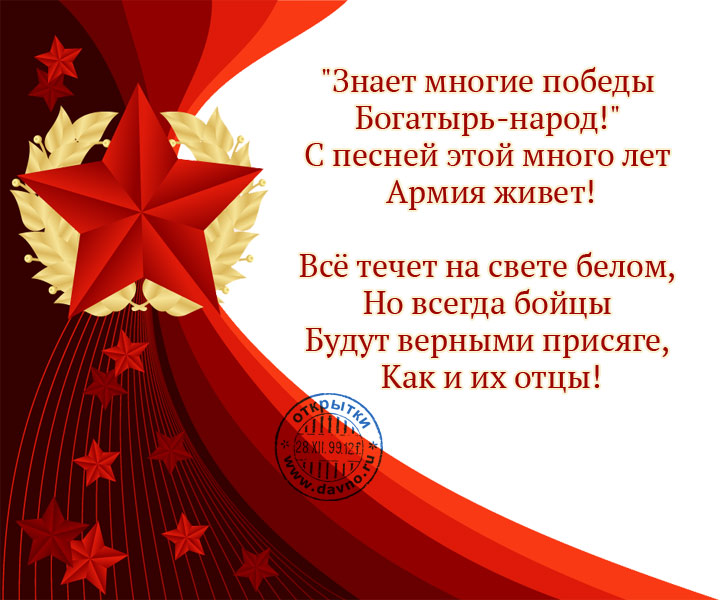 "Знает многие победы
Богатырь-народ!"
С песней этой много лет
Армия живет!
Всё течет на свете белом,
Но всегда бойцы
Будут верными присяге,
Как и их отцы!
открытки
28.XII.99.12г.
www.davno.ru